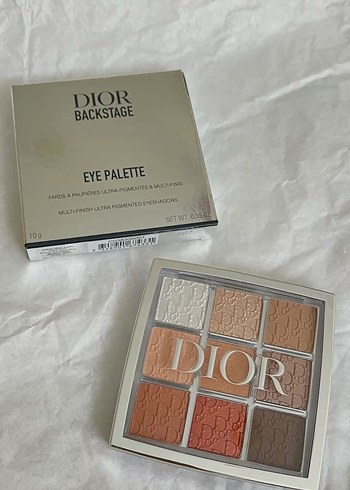 DIOR
BACKSTAGE
EYE PALETTE
FARDS À PAUPIÈRES ULTRA-PIGMENTÉS & MULTI-FINIS
MULTI-FINISH ULTRA PIGMENTED EYESHADOWS
10 g
NET WT.
DIOR